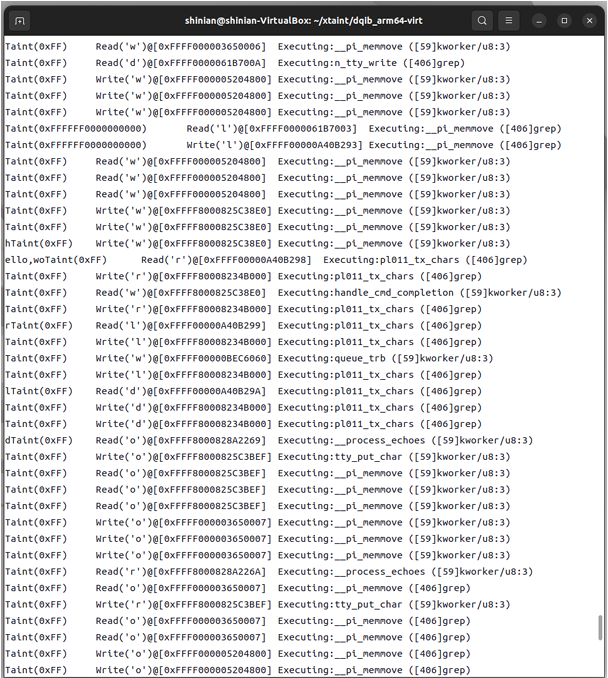 shinian@shinian-VirtualBox: ~/xtaint/dqib_arm64-virt
Taint(0xFF) Read('w')@[0xFFFF000003650006] Executing:__pi_memmove ([59]kworker/u8:3)
Taint(0xFF) Read('d')@[0xFFFF0000061B700A] Executing:n_tty_write ([406]grep)
Taint(0xFF) Write('w')@[0xFFFF000005204800] Executing:__pi_memmove ([59]kworker/u8:3)
Taint(0xFF) Write('w')@[0xFFFF000005204800] Executing:__pi_memmove ([59]kworker/u8:3)
Taint(0xFF) Write('w')@[0xFFFF000005204800] Executing:__pi_memmove ([59]kworker/u8:3)
Taint(0xFFFFFF0000000000) Read('l')@[0xFFFF0000061B7003] Executing:__pi_memmove ([406]grep)
Taint(0xFFFFFF0000000000) Write('l')@[0xFFFF00000A40B293] Executing:__pi_memmove ([406]grep)
Taint(0xFF) Read('w')@[0xFFFF000005204800] Executing:__pi_memmove ([59]kworker/u8:3)
Taint(0xFF) Read('w')@[0xFFFF000005204800] Executing:__pi_memmove ([59]kworker/u8:3)
Taint(0xFF) Read('w')@[0xFFFF000005204800] Executing:__pi_memmove ([59]kworker/u8:3)
Taint(0xFF) Write('w')@[0xFFFF8000825C38E0] Executing:__pi_memmove ([59]kworker/u8:3)
Taint(0xFF) Write('w')@[0xFFFF8000825C38E0] Executing:__pi_memmove ([59]kworker/u8:3)
hTaint(0xFF) Write('w')@[0xFFFF8000825C38E0] Executing:__pi_memmove ([59]kworker/u8:3)
ello,woTaint(0xFF) Read('r')@[0xFFFF00000A40B298] Executing:pl011_tx_chars ([406]grep)
Taint(0xFF) Write('r')@[0xFFFF80008234B000] Executing:pl011_tx_chars ([406]grep)
Taint(0xFF) Read('w')@[0xFFFF8000825C38E0] Executing:handle_cmd_completion ([59]kworker/u8:3)
Taint(0xFF) Write('r')@[0xFFFF80008234B000] Executing:pl011_tx_chars ([406]grep)
rTaint(0xFF) Read('l')@[0xFFFF00000A40B299] Executing:pl011_tx_chars ([406]grep)
Taint(0xFF) Write('l')@[0xFFFF80008234B000] Executing:pl011_tx_chars ([406]grep)
Taint(0xFF) Write('w')@[0xFFFF00000BEC6060] Executing:queue_trb ([59]kworker/u8:3)
Taint(0xFF) Write('l')@[0xFFFF80008234B000] Executing:pl011_tx_chars ([406]grep)
lTaint(0xFF) Read('d')@[0xFFFF00000A40B29A] Executing:pl011_tx_chars ([406]grep)
Taint(0xFF) Write('d')@[0xFFFF80008234B000] Executing:pl011_tx_chars ([406]grep)
Taint(0xFF) Write('d')@[0xFFFF80008234B000] Executing:pl011_tx_chars ([406]grep)
dTaint(0xFF) Read('o')@[0xFFFF8000828A2269] Executing:__process_echoes ([59]kworker/u8:3)
Taint(0xFF) Write('o')@[0xFFFF8000825C3BEF] Executing:tty_put_char ([59]kworker/u8:3)
Taint(0xFF) Read('o')@[0xFFFF8000825C3BEF] Executing:__pi_memmove ([59]kworker/u8:3)
Taint(0xFF) Read('o')@[0xFFFF8000825C3BEF] Executing:__pi_memmove ([59]kworker/u8:3)
Taint(0xFF) Read('o')@[0xFFFF8000825C3BEF] Executing:__pi_memmove ([59]kworker/u8:3)
Taint(0xFF) Write('o')@[0xFFFF000003650007] Executing:__pi_memmove ([59]kworker/u8:3)
Taint(0xFF) Write('o')@[0xFFFF000003650007] Executing:__pi_memmove ([59]kworker/u8:3)
Taint(0xFF) Write('o')@[0xFFFF000003650007] Executing:__pi_memmove ([59]kworker/u8:3)
Taint(0xFF) Read('r')@[0xFFFF8000828A226A] Executing:__process_echoes ([59]kworker/u8:3)
Taint(0xFF) Read('o')@[0xFFFF000003650007] Executing:__pi_memmove ([406]grep)
Taint(0xFF) Write('r')@[0xFFFF8000825C3BEF] Executing:tty_put_char ([59]kworker/u8:3)
Taint(0xFF) Read('o')@[0xFFFF000003650007] Executing:__pi_memmove ([406]grep)
Taint(0xFF) Read('o')@[0xFFFF000003650007] Executing:__pi_memmove ([406]grep)
Taint(0xFF) Write('o')@[0xFFFF000005204800] Executing:__pi_memmove ([406]grep)
Taint(0xFF) Write('o')@[0xFFFF000005204800] Executing:__pi_memmove ([406]grep)